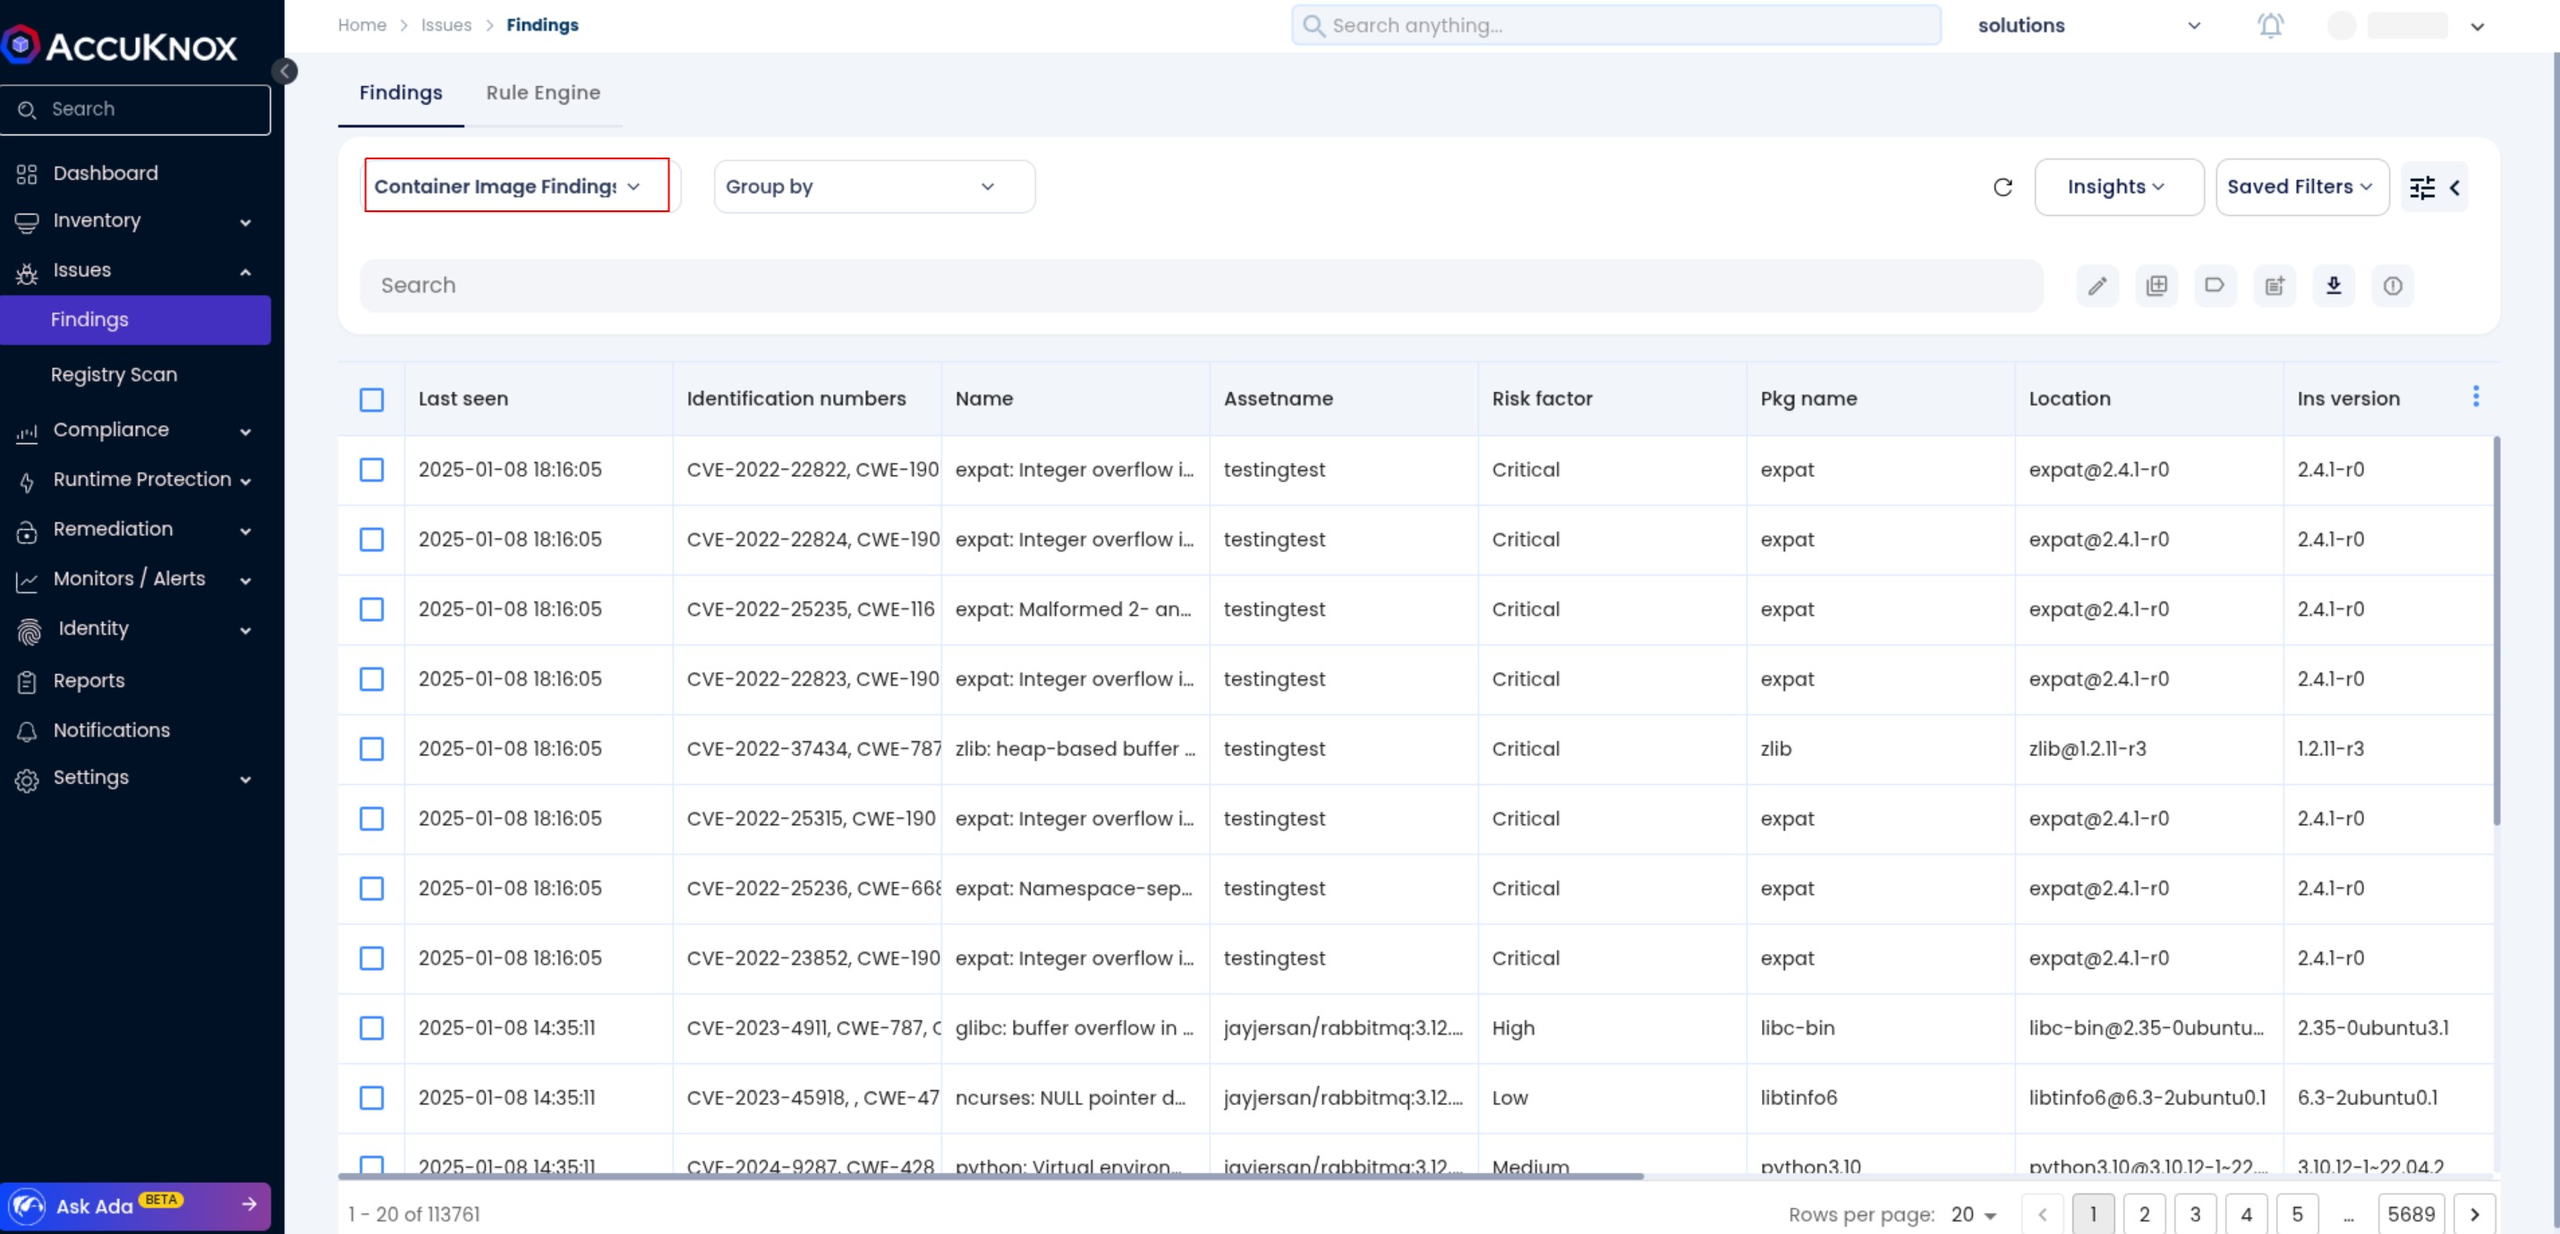 Home > Issues > Findings
Search anything...
solutions
ACCUKNOX
Search
Dashboard
Inventory
Issues
Findings
Registry Scan
Compliance
Runtime Protection
Remediation
Monitors / Alerts
Identity
Reports
Notifications
Settings
Ask Ada BETA
Findings Rule Engine
Container Image Findings Group by Insights Saved Filters
Search
Last seen Identification numbers Name Assetname Risk factor Pkg name Location Ins version
2025-01-08 18:16:05 CVE-2022-22822, CWE-190 expat: Integer overflow i... testingtest Critical expat expat@2.4.1-r0 2.4.1-r0
2025-01-08 18:16:05 CVE-2022-22824, CWE-190 expat: Integer overflow i... testingtest Critical expat expat@2.4.1-r0 2.4.1-r0
2025-01-08 18:16:05 CVE-2022-25235, CWE-116 expat: Malformed 2- an... testingtest Critical expat expat@2.4.1-r0 2.4.1-r0
2025-01-08 18:16:05 CVE-2022-22823, CWE-190 expat: Integer overflow i... testingtest Critical expat expat@2.4.1-r0 2.4.1-r0
2025-01-08 18:16:05 CVE-2022-37434, CWE-787 zlib: heap-based buffer ... testingtest Critical zlib zlib@1.2.11-r3 1.2.11-r3
2025-01-08 18:16:05 CVE-2022-25315, CWE-190 expat: Integer overflow i... testingtest Critical expat expat@2.4.1-r0 2.4.1-r0
2025-01-08 18:16:05 CVE-2022-25236, CWE-668 expat: Namespace-sep... testingtest Critical expat expat@2.4.1-r0 2.4.1-r0
2025-01-08 18:16:05 CVE-2022-23852, CWE-190 expat: Integer overflow i... testingtest Critical expat expat@2.4.1-r0 2.4.1-r0
2025-01-08 14:35:11 CVE-2023-4911, CWE-787, C glibc: buffer overflow in ... jayjersan/rabbitmq:3.12.... High libc-bin libc-bin@2.35-0ubuntu... 2.35-0ubuntu3.1
2025-01-08 14:35:11 CVE-2023-45918, , CWE-47 ncurses: NULL pointer d... jayjersan/rabbitmq:3.12.... Low libtinfo6 libtinfo6@6.3-2ubuntu0.1 6.3-2ubuntu0.1
2025-01-08 14:35:11 CVE-2024-9287, CWE-428 python: Virtual environ... jayjersan/rabbitmq:3.12.... Medium python3.10 python3.10@3.10.12-1~22.... 3.10.12-1~22.04.2
1 - 20 of 113761 Rows per page: 20 1 2 3 4 5 ... 5689